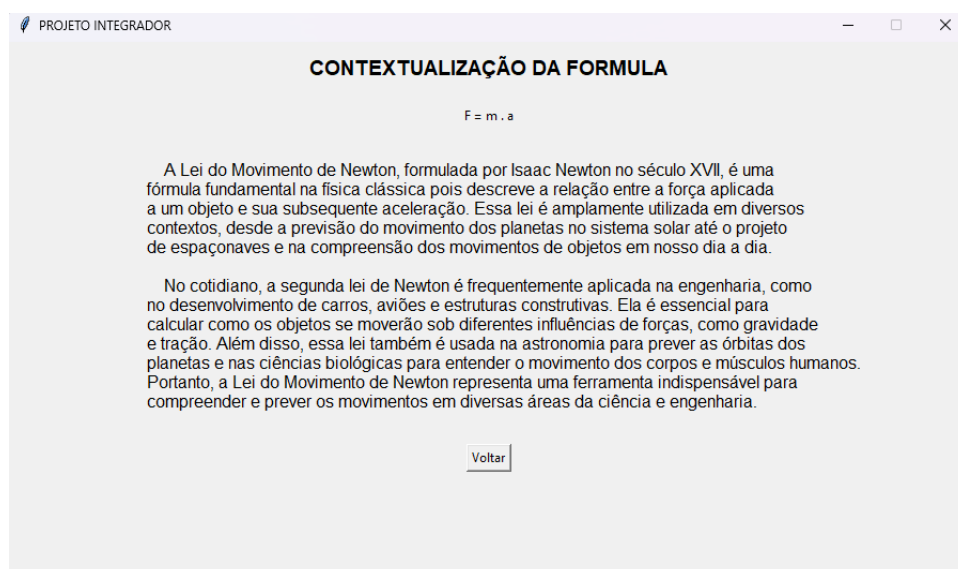 PROJETO INTEGRADOR
CONTEXTUALIZAÇÃO DA FORMULA
F = m . a
A Lei do Movimento de Newton, formulada por Isaac Newton no século XVII, é uma
fórmula fundamental na física clássica pois descreve a relação entre a força aplicada
a um objeto e sua subsequente aceleração. Essa lei é amplamente utilizada em diversos
contextos, desde a previsão do movimento dos planetas no sistema solar até o projeto
de espaçonaves e na compreensão dos movimentos de objetos em nosso dia a dia.
No cotidiano, a segunda lei de Newton é frequentemente aplicada na engenharia, como
no desenvolvimento de carros, aviões e estruturas construtivas. Ela é essencial para
calcular como os objetos se moverão sob diferentes influências de forças, como gravidade
e tração. Além disso, essa lei também é usada na astronomia para prever as órbitas dos
planetas e nas ciências biológicas para entender o movimento dos corpos e músculos humanos.
Portanto, a Lei do Movimento de Newton representa uma ferramenta indispensável para
compreender e prever os movimentos em diversas áreas da ciência e engenharia.
Voltar